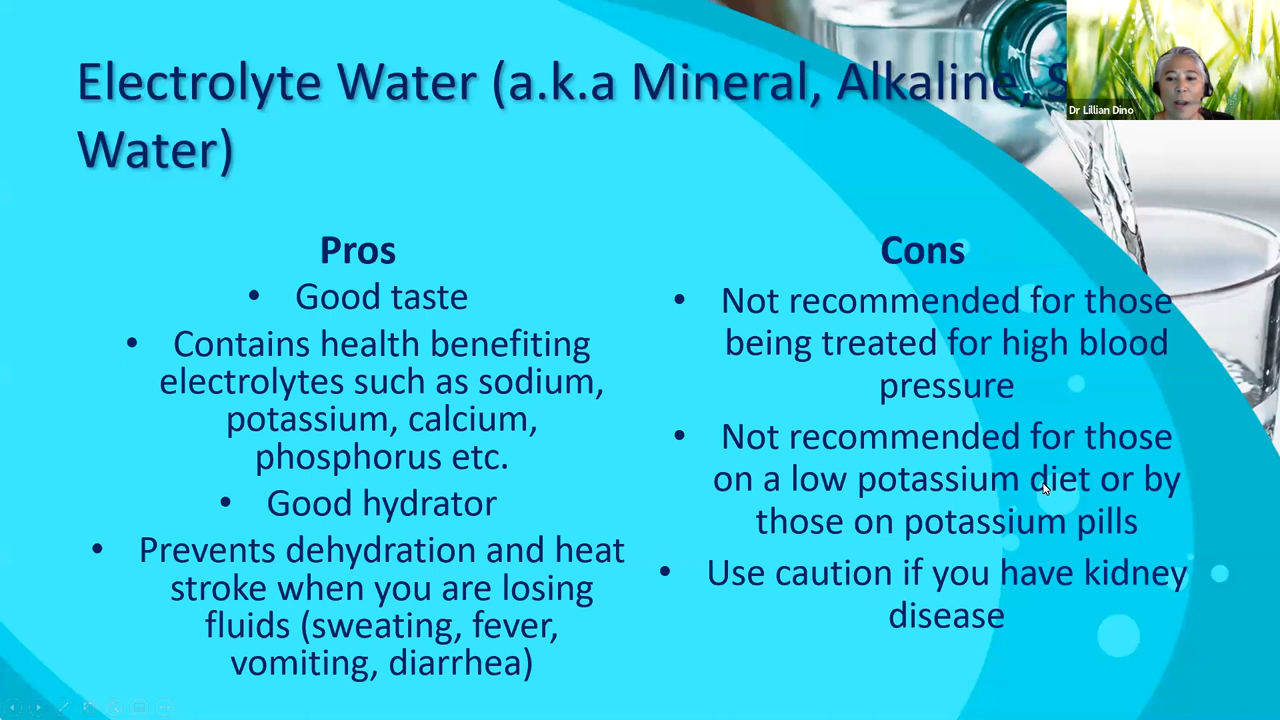 Electrolyte Water (a.k.a Mineral, Alkaline,
Water)
Dr Lillian Dino
Pros
• Good taste
• Contains health benefiting
electrolytes such as sodium,
potassium, calcium,
phosphorus etc.
• Good hydrator
• Prevents dehydration and heat
stroke when you are losing
fluids (sweating, fever,
vomiting, diarrhea)
Cons
• Not recommended for those
being treated for high blood
pressure
• Not recommended for those
on a low potassium diet or by
those on potassium pills
• Use caution if you have kidney
disease